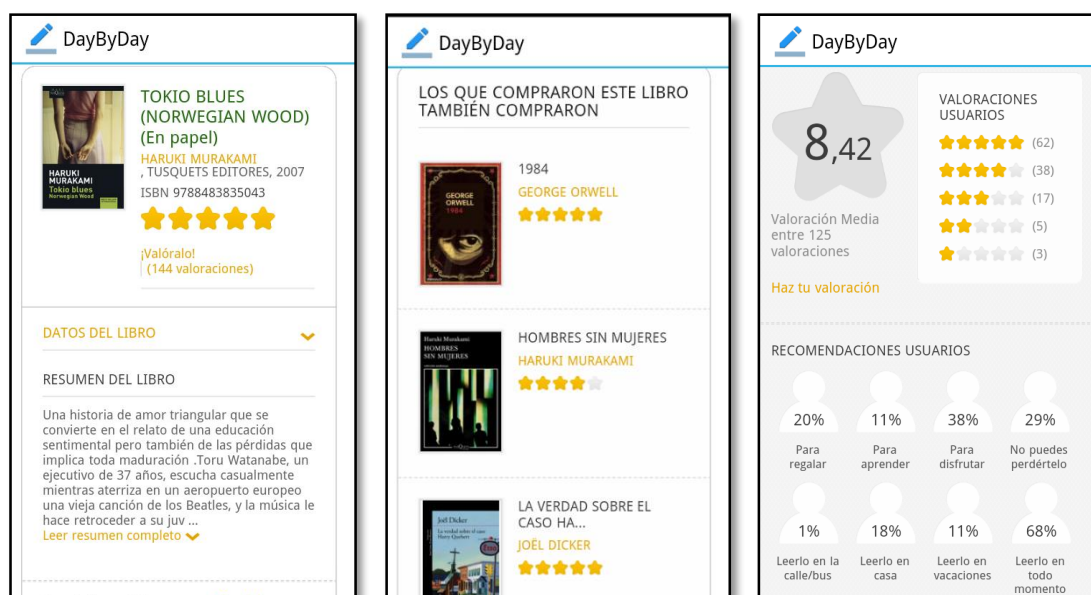 DayByDay
TOKIO BLUES
(NORWEGIAN WOOD)
(En papel)
HARUKI MURAKAMI
, TUSQUETS EDITORES, 2007
ISBN 9788483835043
¡Valóralo!
(144 valoraciones)
HARUKI
MURAKAMI
Tokio blues
Norwegian Wood
DATOS DEL LIBRO
RESUMEN DEL LIBRO
Una historia de amor triangular que se
convierte en el relato de una educación
sentimental pero también de las pérdidas que
implica toda maduración .Toru Watanabe, un
ejecutivo de 37 años, escucha casualmente
mientras aterriza en un aeropuerto europeo
una vieja canción de los Beatles, y la música le
hace retroceder a su juv ...
Leer resumen completo
DayByDay
LOS QUE COMPRARON ESTE LIBRO
TAMBIÉN COMPRARON
GEORGE
ORWELL
1984
1984
GEORGE ORWELL
Haruki Murakami
HOMBRES
SIN MUJERES
HOMBRES SIN MUJERES
HARUKI MURAKAMI
Joël Dicker
La verdad sobre el caso
Harry Quebert
LA VERDAD SOBRE EL
CASO HA...
JOËL DICKER
DayByDay
8,42
Valoración Media
entre 125
valoraciones
Haz tu valoración
VALORACIONES
USUARIOS
(62)
(38)
(17)
(5)
(3)
RECOMENDACIONES USUARIOS
20%
11%
38%
29%
Para
regalar
Para
aprender
Para
disfrutar
No puedes
perdértelo
1%
18%
11%
68%
Leerlo en la
calle/bus
Leerlo en
casa
Leerlo en
vacaciones
Leerlo en
todo
momento